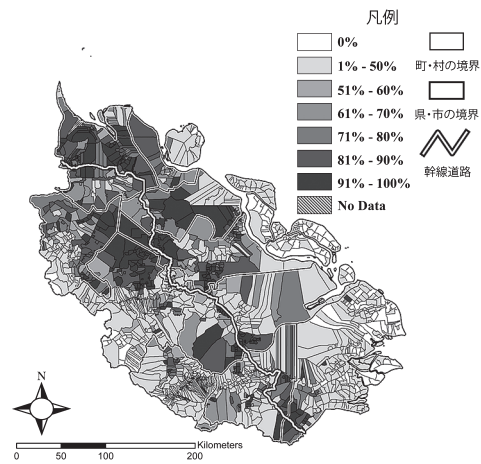 凡例
0%
1% - 50%
51% - 60%
61% - 70%
71% - 80%
81% - 90%
91% - 100%
No Data
町・村の境界
県・市の境界
幹線道路
N
Kilometers
0 50 100 200